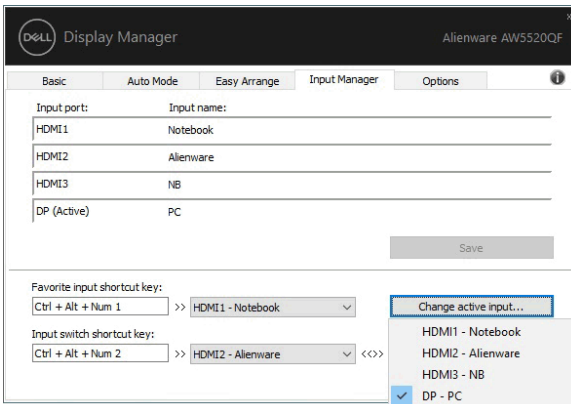 DELL Display Manager Alienware AW5520QF
Basic Auto Mode Easy Arrange Input Manager Options
Input port: Input name:
HDMI1 Notebook
HDMI2 Alienware
HDMI3 NB
DP (Active) PC
Save
Favorite input shortcut key:
Ctrl + Alt + Num 1 >> HDMI1 - Notebook Change active input...
Input switch shortcut key:
Ctrl + Alt + Num 2 >> HDMI2 - Alienware <<>>
HDMI1 - Notebook
HDMI2 - Alienware
HDMI3 - NB
DP - PC